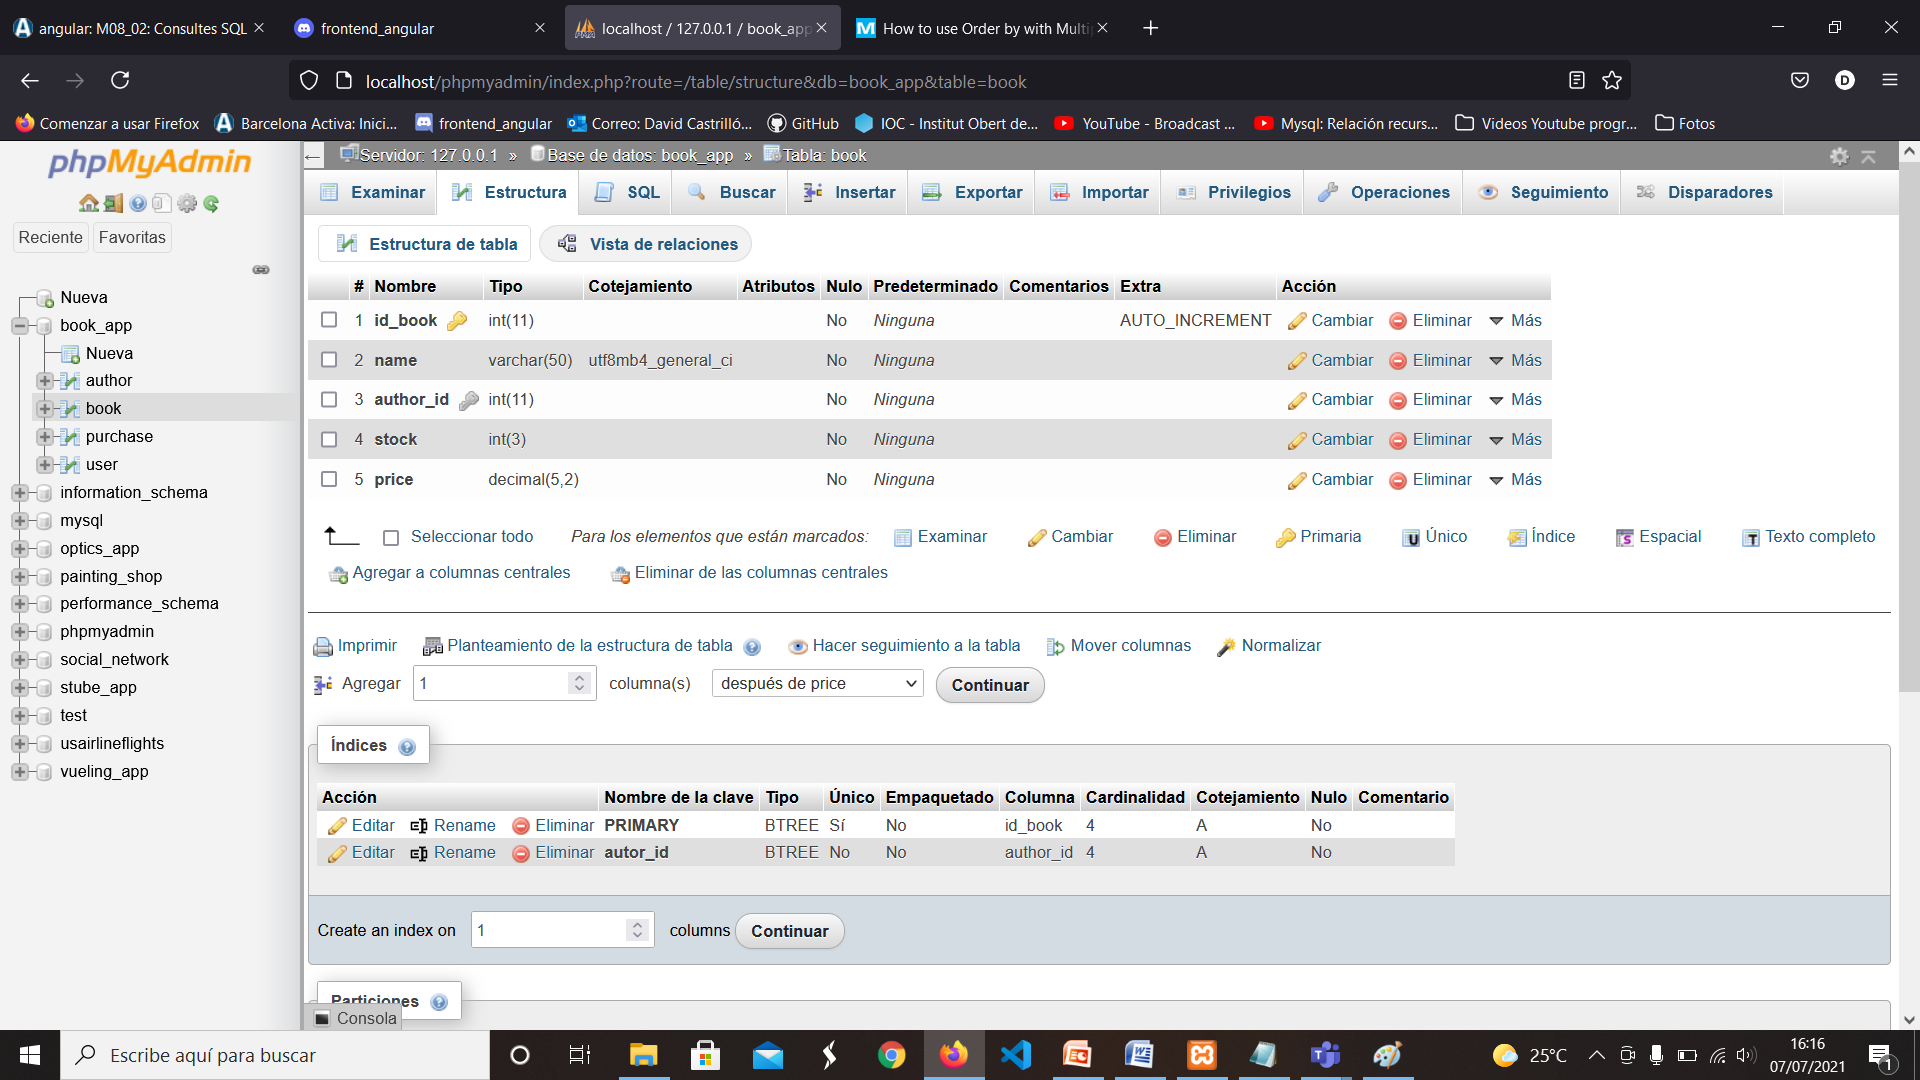 angular: M08_02: Consultes SQL
frontend_angular
localhost / 127.0.0.1 / book_app
How to use Order by with Multip
localhost/phpmyadmin/index.php?route=/table/structure&db=book_app&table=book
D
Comenzar a usar Firefox
Barcelona Activa: Inici...
frontend_angular
Correo: David Castrilló...
GitHub
IOC - Institut Obert de...
YouTube - Broadcast ...
Mysql: Relación recurs...
Videos Youtube progr...
Fotos
phpMyAdmin
Reciente Favoritas
Nueva
book_app
Nueva
author
book
purchase
user
information_schema
mysql
optics_app
painting_shop
performance_schema
phpmyadmin
social_network
stube_app
test
usairlineflights
vueling_app
Servidor: 127.0.0.1 » Base de datos: book_app » Tabla: book
Examinar Estructura SQL Buscar Insertar Exportar Importar Privilegios Operaciones Seguimiento Disparadores
Estructura de tabla Vista de relaciones
# Nombre Tipo Cotejamiento Atributos Nulo Predeterminado Comentarios Extra Acción
1 id_book int(11) No Ninguna AUTO_INCREMENT Cambiar Eliminar Más
2 name varchar(50) utf8mb4_general_ci No Ninguna Cambiar Eliminar Más
3 author_id int(11) No Ninguna Cambiar Eliminar Más
4 stock int(3) No Ninguna Cambiar Eliminar Más
5 price decimal(5,2) No Ninguna Cambiar Eliminar Más
Seleccionar todo Para los elementos que están marcados: Examinar Cambiar Eliminar Primaria Único Índice Espacial Texto completo
Agregar a columnas centrales Eliminar de las columnas centrales
Imprimir Planteamiento de la estructura de tabla Hacer seguimiento a la tabla Mover columnas Normalizar
Agregar 1 columna(s) después de price Continuar
Índices
Acción Nombre de la clave Tipo Único Empaquetado Columna Cardinalidad Cotejamiento Nulo Comentario
Editar Rename Eliminar PRIMARY BTREE Sí No id_book 4 A No
Editar Rename Eliminar autor_id BTREE No No author_id 4 A No
Create an index on 1 columns Continuar
Particiones
Consola
Escribe aquí para buscar
25°C
16:16
07/07/2021
1